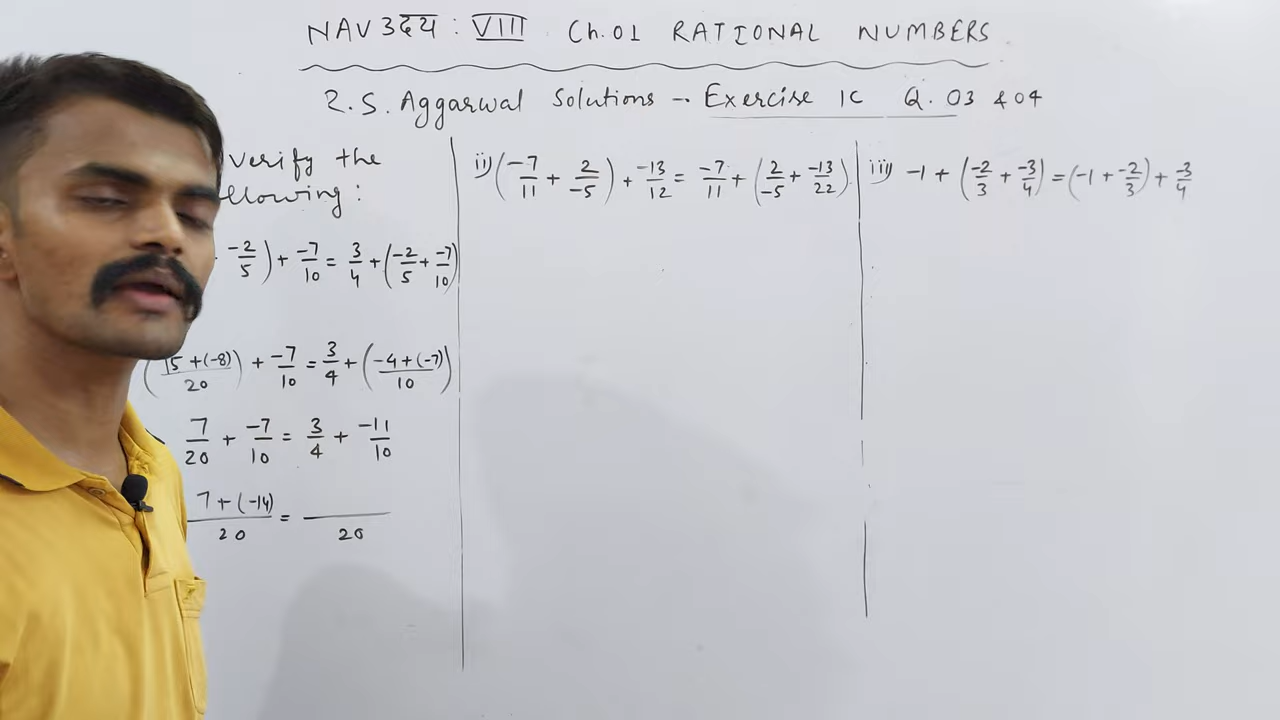 NAV उदय : VIII Ch.01 RATIONAL NUMBERS
R.S. Aggarwal Solutions - Exercise 1C Q. 03 & 04
verify the
llowing :
-2/5) + -7/10 = 3/4 + (-2/5 + -7/10)
(15+(-8)/20) + -7/10 = 3/4 + (-4+(-7)/10)
7/20 + -7/10 = 3/4 + -11/10
7+(-14)/20 = /20
ii) (-7/11 + 2/-5) + -13/12 = -7/11 + (2/-5 + -13/22)
iii) -1 + (-2/3 + -3/4) = (-1 + -2/3) + -3/4